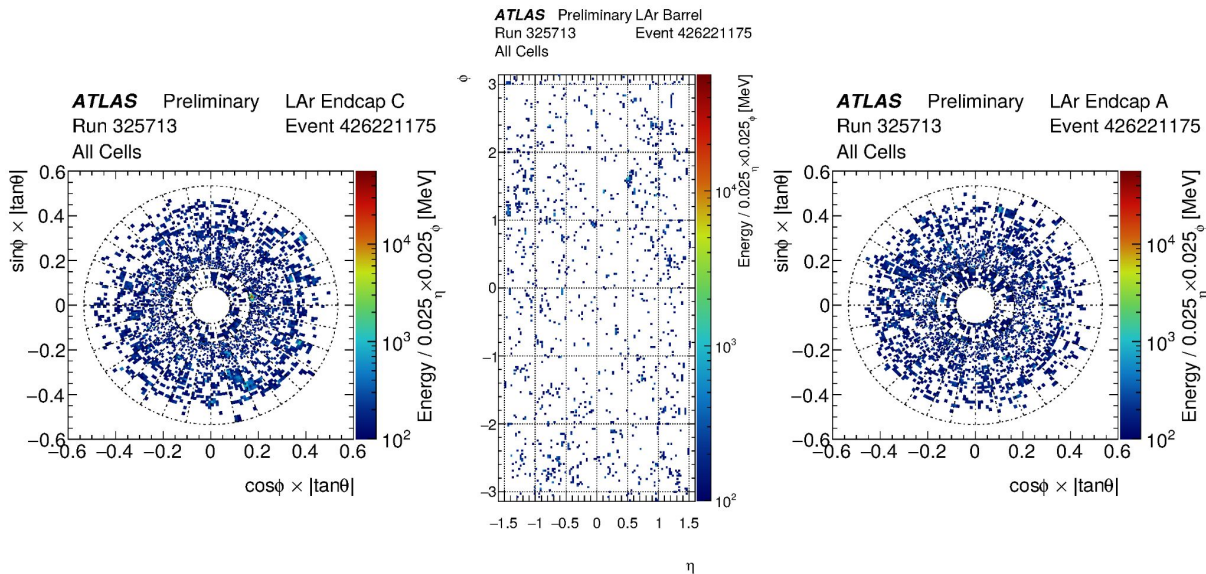 ATLAS Preliminary LAr Endcap C
Run 325713 Event 426221175
All Cells
sinϕ × |tanθ|
0.6
0.4
0.2
0
−0.2
−0.4
−0.6
−0.6 −0.4 −0.2 0 0.2 0.4 0.6
cosϕ × |tanθ|
10⁴
10³
10²
Energy / 0.025η×0.025ϕ [MeV]
ATLAS Preliminary LAr Barrel
Run 325713 Event 426221175
All Cells
ϕ
3
2
1
0
−1
−2
−3
−1.5 −1 −0.5 0 0.5 1 1.5
η
10⁴
10³
10²
Energy / 0.025η×0.025ϕ [MeV]
ATLAS Preliminary LAr Endcap A
Run 325713 Event 426221175
All Cells
sinϕ × |tanθ|
0.6
0.4
0.2
0
−0.2
−0.4
−0.6
−0.6 −0.4 −0.2 0 0.2 0.4 0.6
cosϕ × |tanθ|
10⁴
10³
10²
Energy / 0.025η×0.025ϕ [MeV]